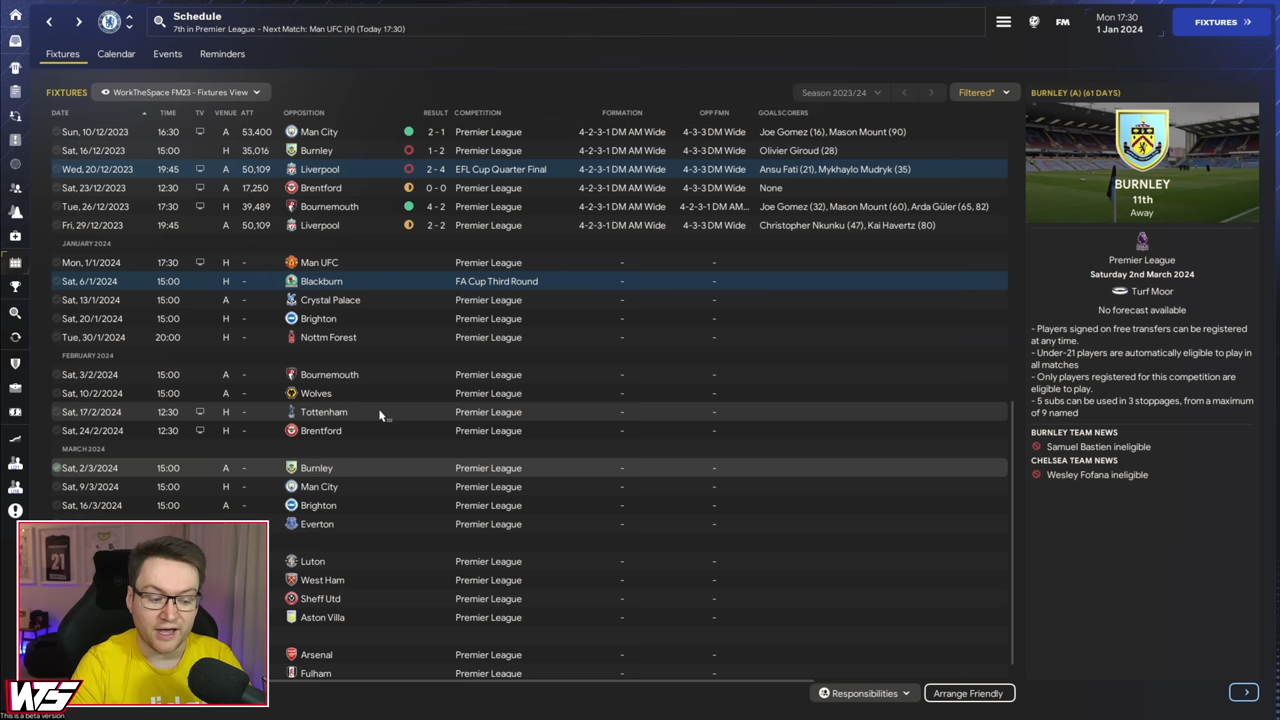 Schedule
7th in Premier League - Next Match: Man UFC (H) (Today 17:30)
FM
Mon 17:30
1 Jan 2024
FIXTURES
Fixtures Calendar Events Reminders
FIXTURES WorkTheSpace FM23 - Fixtures View Season 2023/24 Filtered*
DATE TIME TV VENUE ATT OPPOSITION RESULT COMPETITION FORMATION OPP FMN GOALSCORERS
Sun, 10/12/2023 16:30 A 53,400 Man City Premier League 4-2-3-1 DM AM Wide 4-3-3 DM Wide Joe Gomez (16), Mason Mount (90)
Sat, 16/12/2023 19:45 H 35,016 Burnley Premier League 4-2-3-1 DM AM Wide 4-3-3 DM Wide Olivier Giroud (28)
Wed, 20/12/2023 19:45 A 50,109 Liverpool 2 - 4 EFL Cup Quarter Final 4-2-3-1 DM AM Wide 4-3-3 DM Wide Ansu Fati (21), Mykhaylo Mudryk (35)
Sat, 23/12/2023 12:30 A 17,250 Brentford 0 - 0 Premier League 4-2-3-1 DM AM Wide 4-3-3 DM Wide None
Tue, 26/12/2023 17:30 H 39,489 Bournemouth 4 - 2 Premier League 4-2-3-1 DM AM Wide 4-2-3-1 DM AM... Joe Gomez (32), Mason Mount (60), Arda Güler (65, 82)
Fri, 29/12/2023 19:45 A 50,109 Liverpool 2 - 2 Premier League 4-2-3-1 DM AM Wide 4-3-3 DM Wide Christopher Nkunku (47), Kai Havertz (80)
JANUARY 2024
Mon, 1/1/2024 17:30 H - Man UFC Premier League - -
Sat, 6/1/2024 15:00 H - Blackburn FA Cup Third Round - -
Sat, 13/1/2024 15:00 A - Crystal Palace Premier League - -
Sat, 20/1/2024 15:00 H - Brighton Premier League - -
Tue, 30/1/2024 20:00 H - Nottm Forest Premier League - -
FEBRUARY 2024
Sat, 3/2/2024 15:00 A - Bournemouth Premier League - -
Sat, 10/2/2024 15:00 A - Wolves Premier League - -
Sat, 17/2/2024 12:30 H - Tottenham Premier League - -
Sat, 24/2/2024 12:30 H - Brentford Premier League - -
MARCH 2024
Sat, 2/3/2024 15:00 A - Burnley Premier League - -
Sat, 9/3/2024 15:00 H - Man City Premier League - -
Sat, 16/3/2024 15:00 A - Brighton Premier League - -
Everton Premier League - -
Luton Premier League - -
West Ham Premier League - -
Sheff Utd Premier League - -
Aston Villa Premier League - -
Arsenal Premier League - -
Fulham Premier League - -
Responsibilities Arrange Friendly
BURNLEY (A) (61 DAYS)
BURNLEY
11th
Away
Premier League
Saturday 2nd March 2024
Turf Moor
No forecast available
- Players signed on free transfers can be registered
at any time.
- Under-21 players are automatically eligible to play in
all matches
- Only players registered for this competition are
eligible to play.
- 5 subs can be used in 3 stoppages, from a maximum
of 9 named
BURNLEY TEAM NEWS
Samuel Bastien ineligible
CHELSEA TEAM NEWS
Wesley Fofana ineligible
21
WTS
This is a beta version